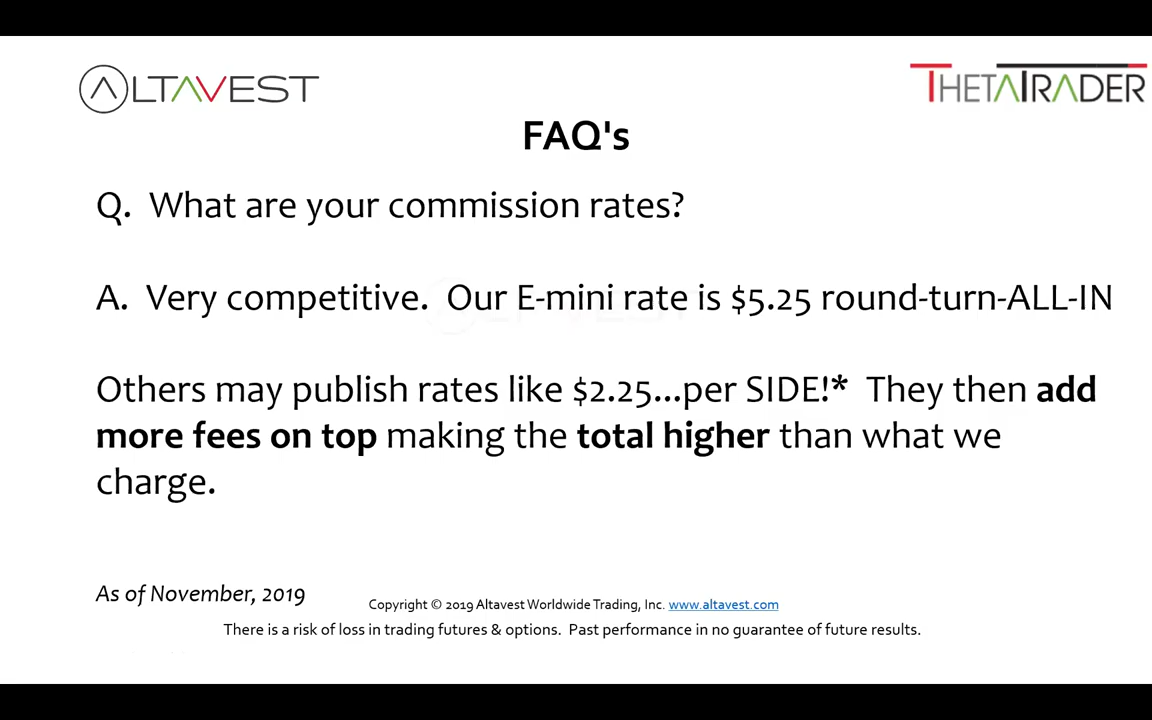 ALTAVEST
THETATRADER
FAQ's
Q. What are your commission rates?
A. Very competitive. Our E-mini rate is $5.25 round-turn-ALL-IN
Others may publish rates like $2.25...per SIDE!* They then add
more fees on top making the total higher than what we
charge.
As of November, 2019
Copyright © 2019 Altavest Worldwide Trading, Inc. www.altavest.com
There is a risk of loss in trading futures & options. Past performance in no guarantee of future results.